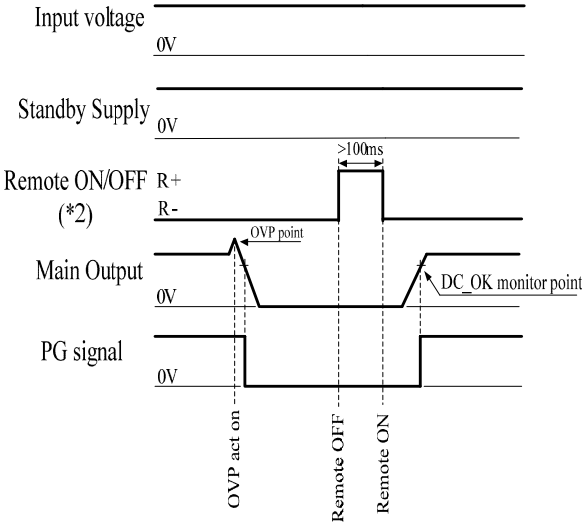 Input voltage
0V
Standby Supply
0V
>100ms
Remote ON/OFF
(*2)
R+
R-
OVP point
Main Output
DC_OK monitor point
0V
PG signal
0V
OVP act on
Remote OFF
Remote ON